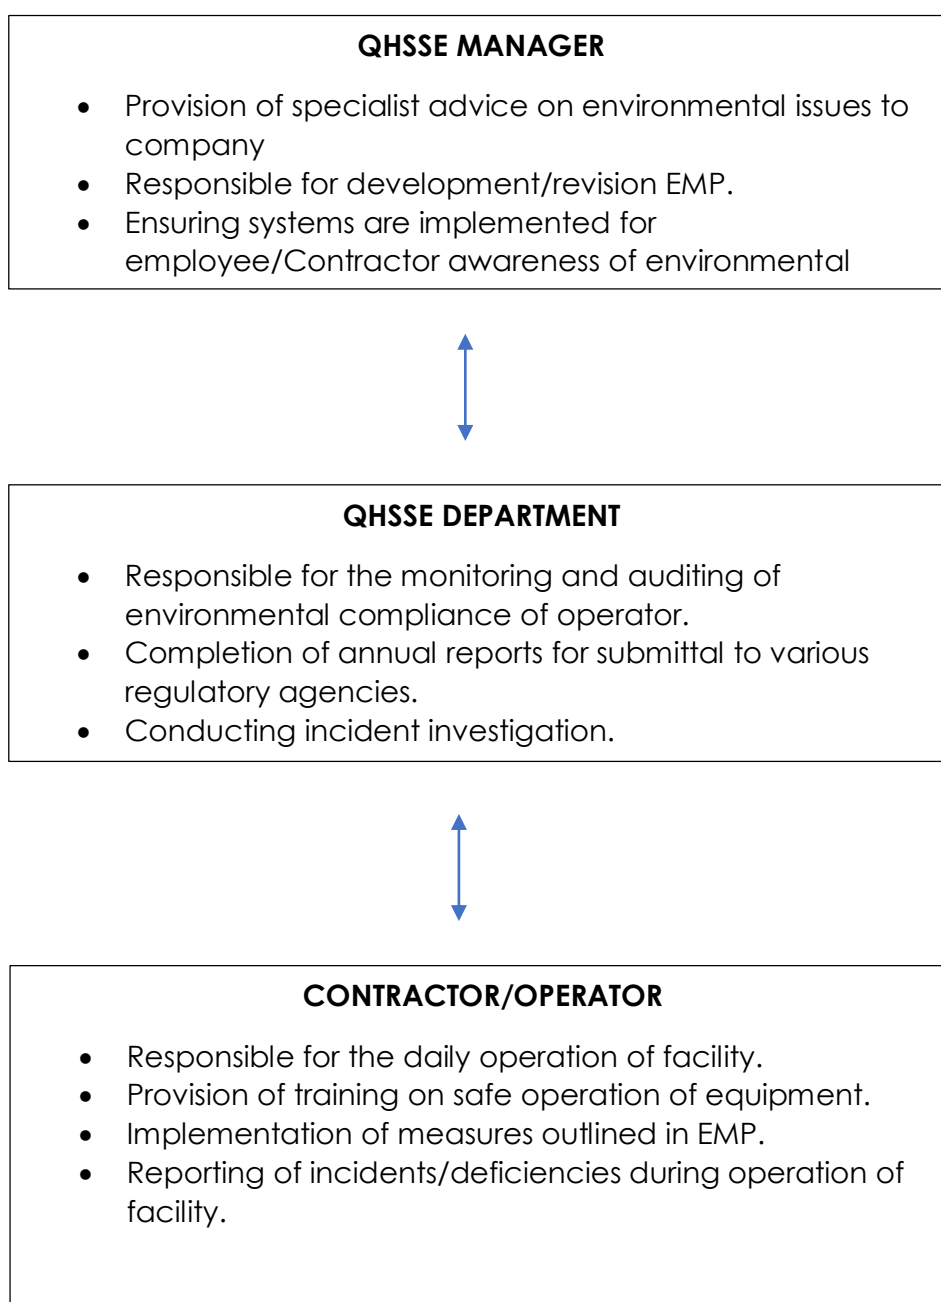 QHSSE MANAGER
• Provision of specialist advice on environmental issues to
company
• Responsible for development/revision EMP.
• Ensuring systems are implemented for
employee/Contractor awareness of environmental
QHSSE DEPARTMENT
• Responsible for the monitoring and auditing of
environmental compliance of operator.
• Completion of annual reports for submittal to various
regulatory agencies.
• Conducting incident investigation.
CONTRACTOR/OPERATOR
• Responsible for the daily operation of facility.
• Provision of training on safe operation of equipment.
• Implementation of measures outlined in EMP.
• Reporting of incidents/deficiencies during operation of
facility.